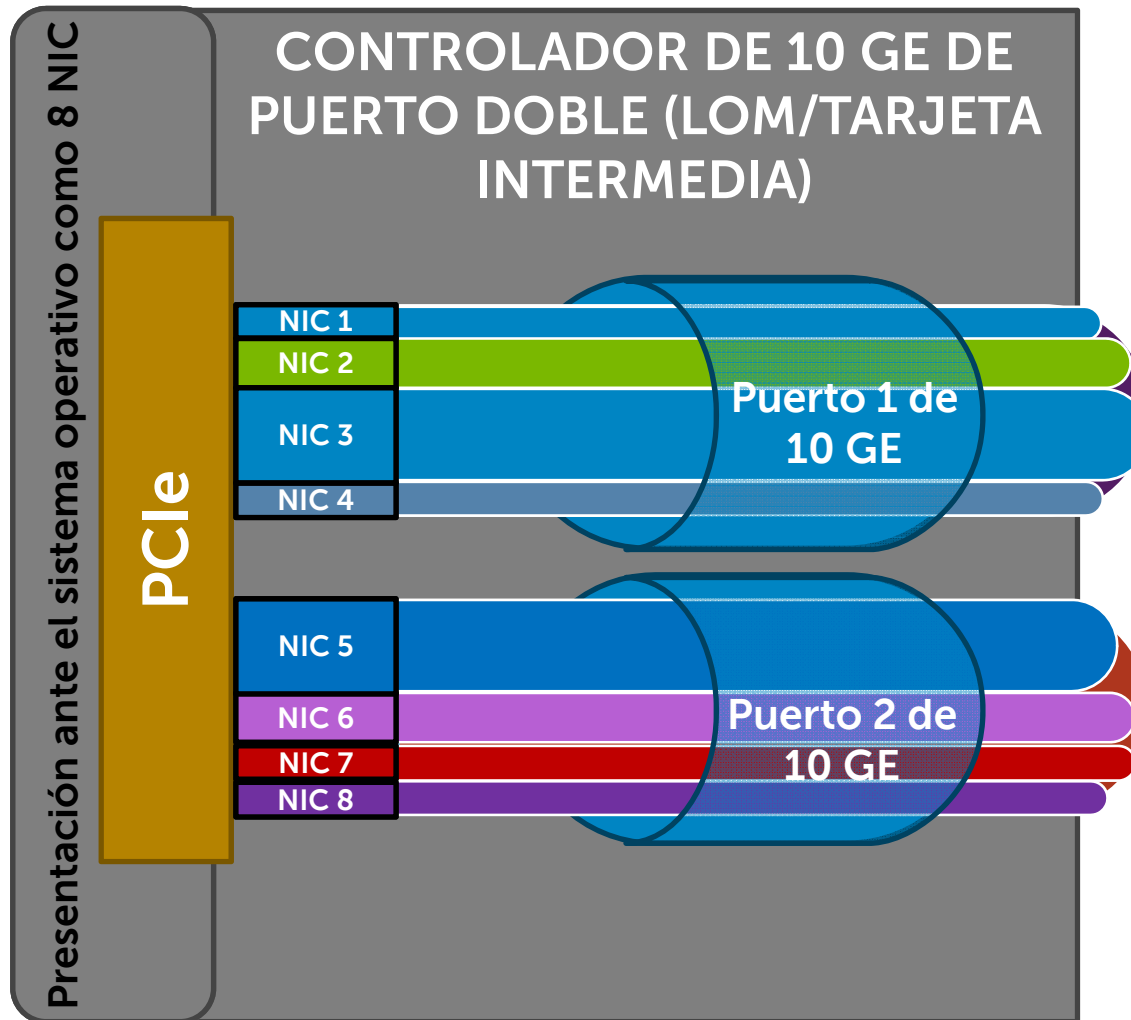 Presentación ante el sistema operativo como 8 NIC
CONTROLADOR DE 10 GE DE
PUERTO DOBLE (LOM/TARJETA
INTERMEDIA)
PCIe
NIC 1
NIC 2
NIC 3
NIC 4
Puerto 1 de
10 GE
NIC 5
NIC 6
NIC 7
NIC 8
Puerto 2 de
10 GE